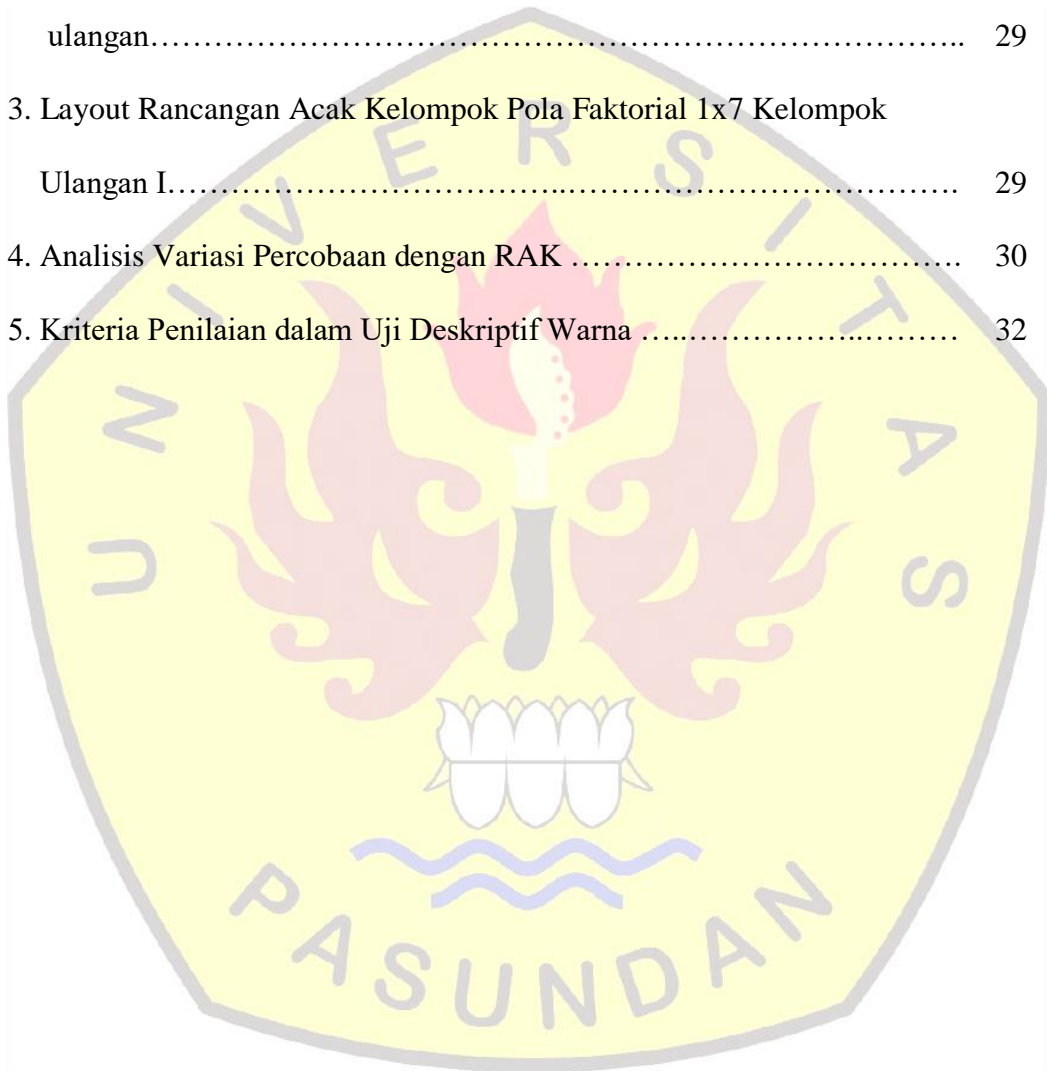 ulangan………………………………………………………………….. 29
3. Layout Rancangan Acak Kelompok Pola Faktorial 1x7 Kelompok
Ulangan I………………………………..………………………………. 29
4. Analisis Variasi Percobaan dengan RAK ………………………………. 30
5. Kriteria Penilaian dalam Uji Deskriptif Warna …..……………..……… 32
UNIVERSITAS
PASUNDAN